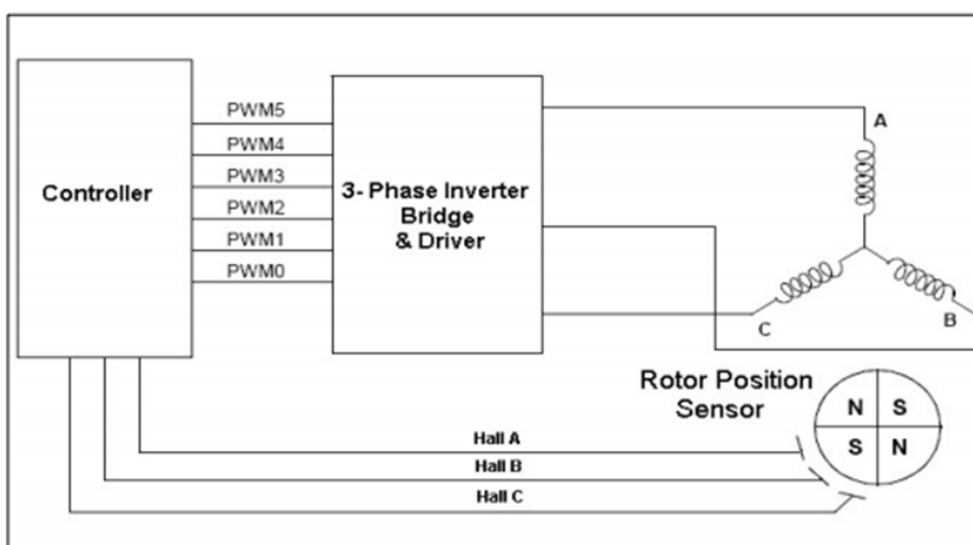 PWM5
PWM4
PWM3
PWM2
PWM1
PWM0
Controller
3- Phase Inverter
Bridge
& Driver
A
C
B
Rotor Position
Sensor
N S
S N
Hall A
Hall B
Hall C